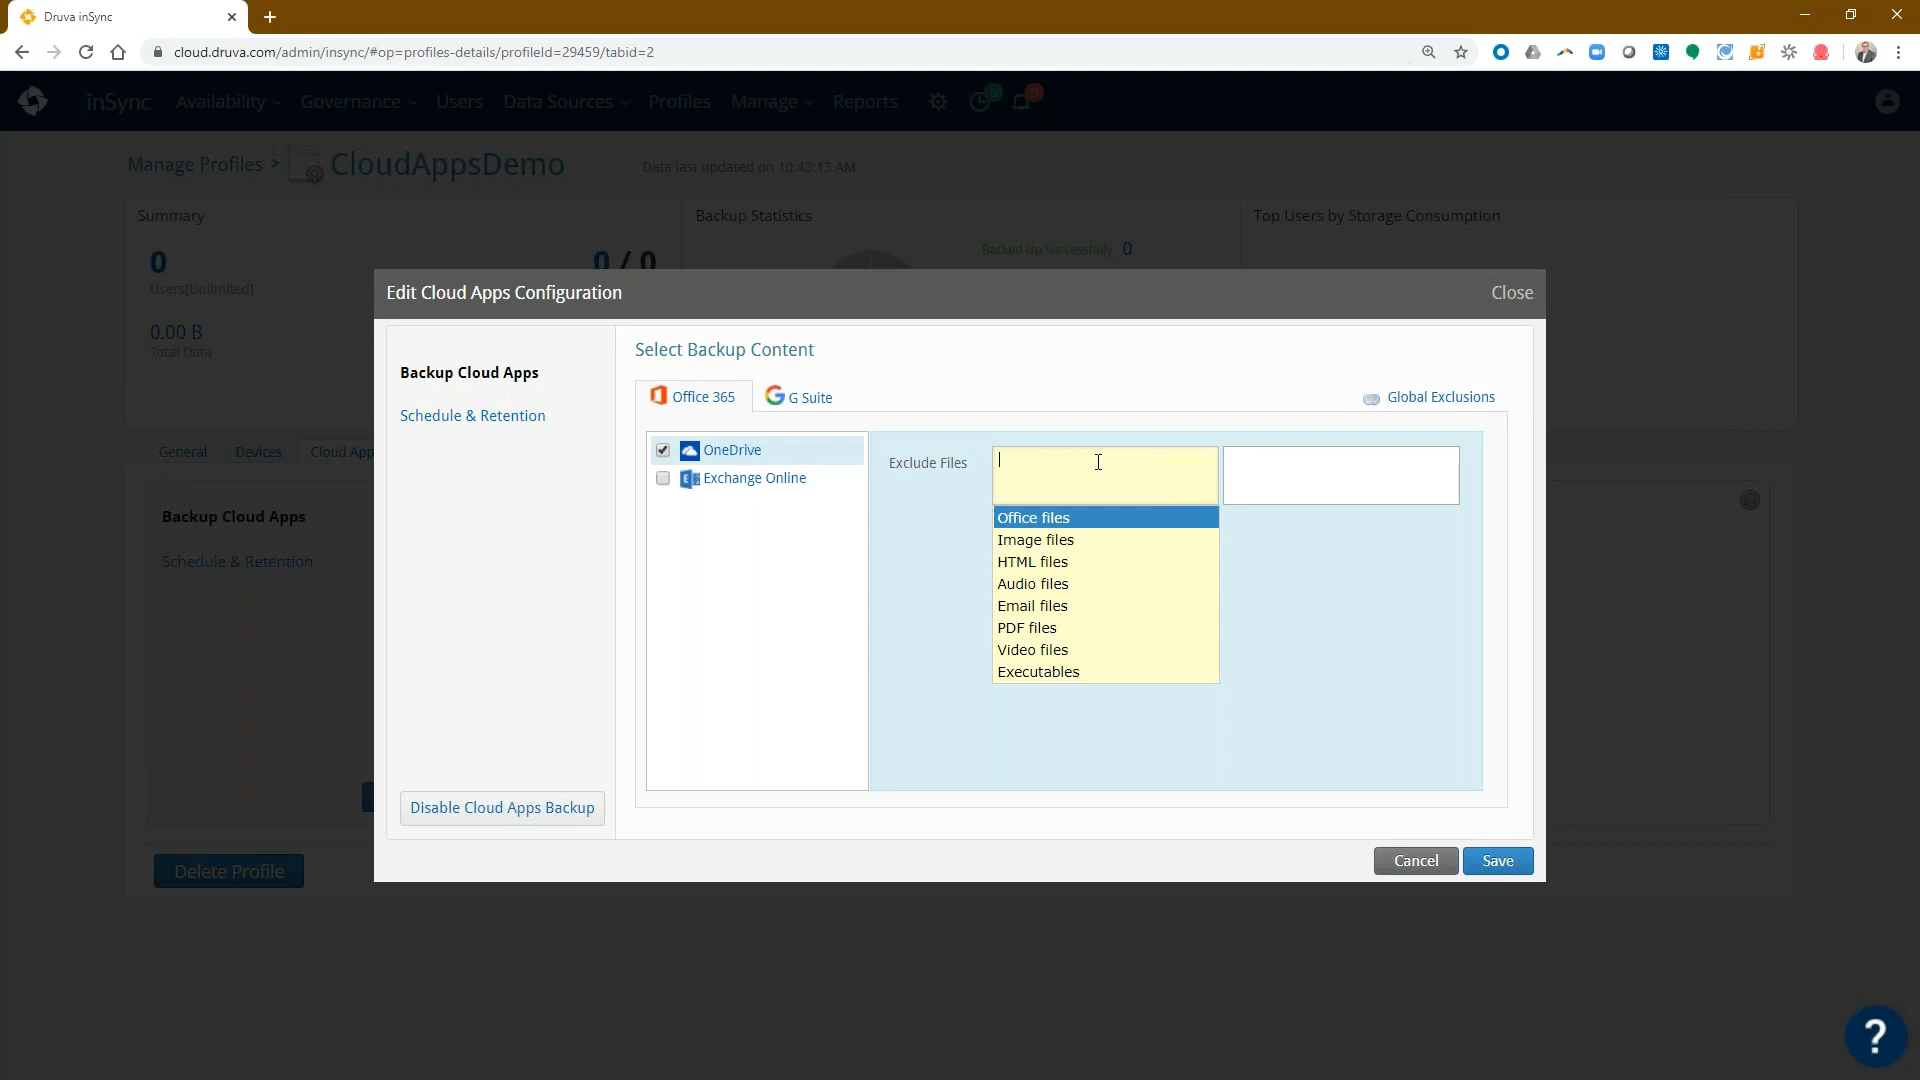 Druva inSync
cloud.druva.com/admin/insync/#op=profiles-details/profileId=29459/tabid=2
inSync Availability Governance Users Data Sources Profiles Manage Reports
Manage Profiles > CloudAppsDemo Data last updated on 10:43:13 AM
Summary Backup Statistics Top Users by Storage Consumption
0 0 / 0 Backed Up Successfully 0
Users[Unlimited]
0.00 B
Total Data
Edit Cloud Apps Configuration Close
Select Backup Content
Backup Cloud Apps
Schedule & Retention
Office 365 G Suite Global Exclusions
OneDrive
Exchange Online
Exclude Files
Office files
Image files
HTML files
Audio files
Email files
PDF files
Video files
Executables
General Devices Cloud App
Backup Cloud Apps
Schedule & Retention
Disable Cloud Apps Backup
Cancel Save
Delete Profile
?